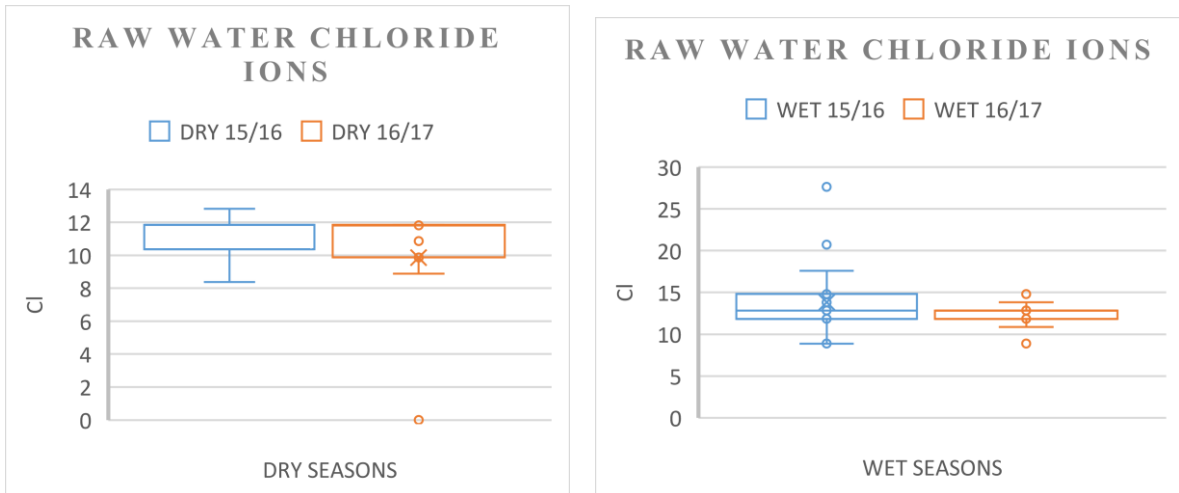 RAW WATER CHLORIDE
IONS
DRY 15/16 DRY 16/17
14
12
10
8
6
4
2
0
Cl
DRY SEASONS
RAW WATER CHLORIDE IONS
WET 15/16 WET 16/17
30
25
20
15
10
5
0
Cl
WET SEASONS